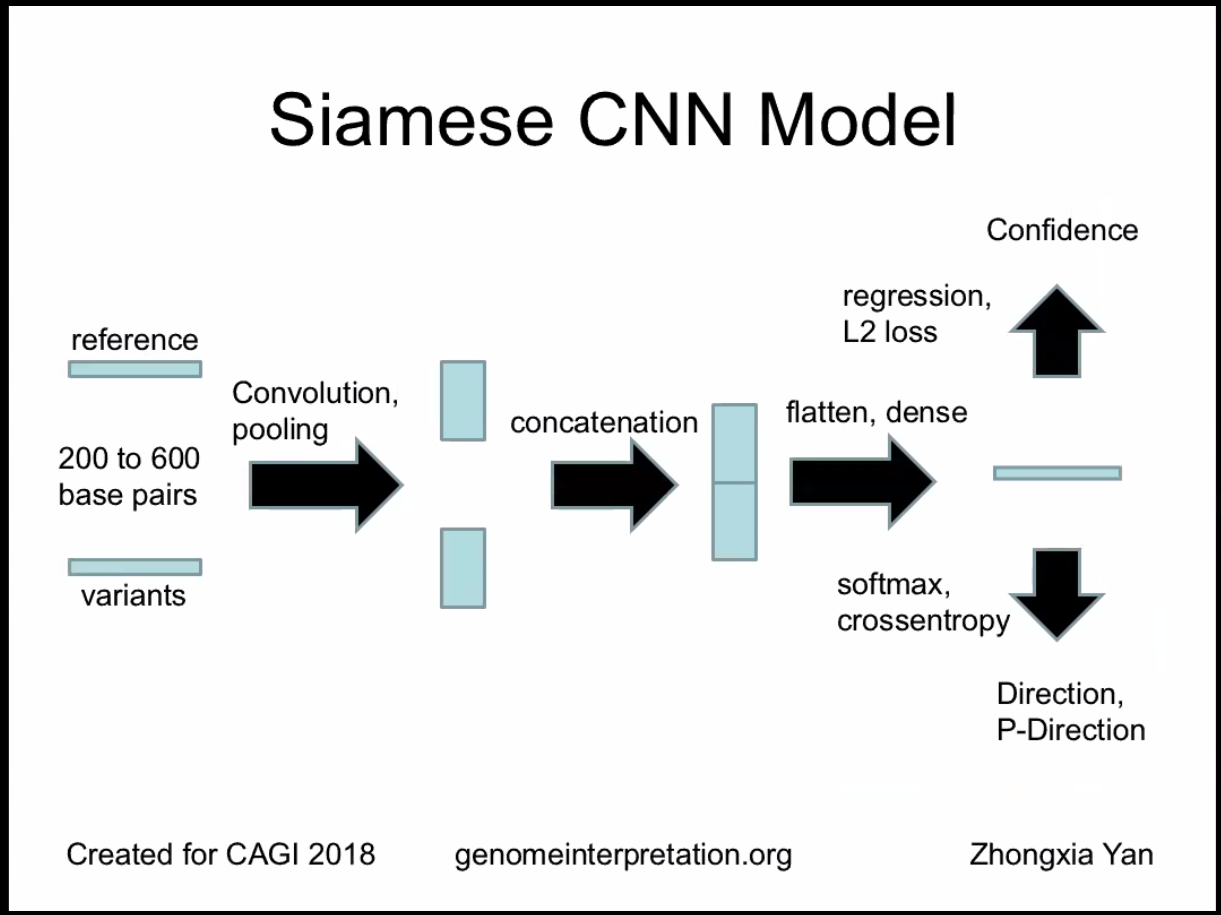 Siamese CNN Model
reference
200 to 600
base pairs
variants
Convolution,
pooling
concatenation
flatten, dense
regression,
L2 loss
Confidence
softmax,
crossentropy
Direction,
P-Direction
Created for CAGI 2018
genomeinterpretation.org
Zhongxia Yan